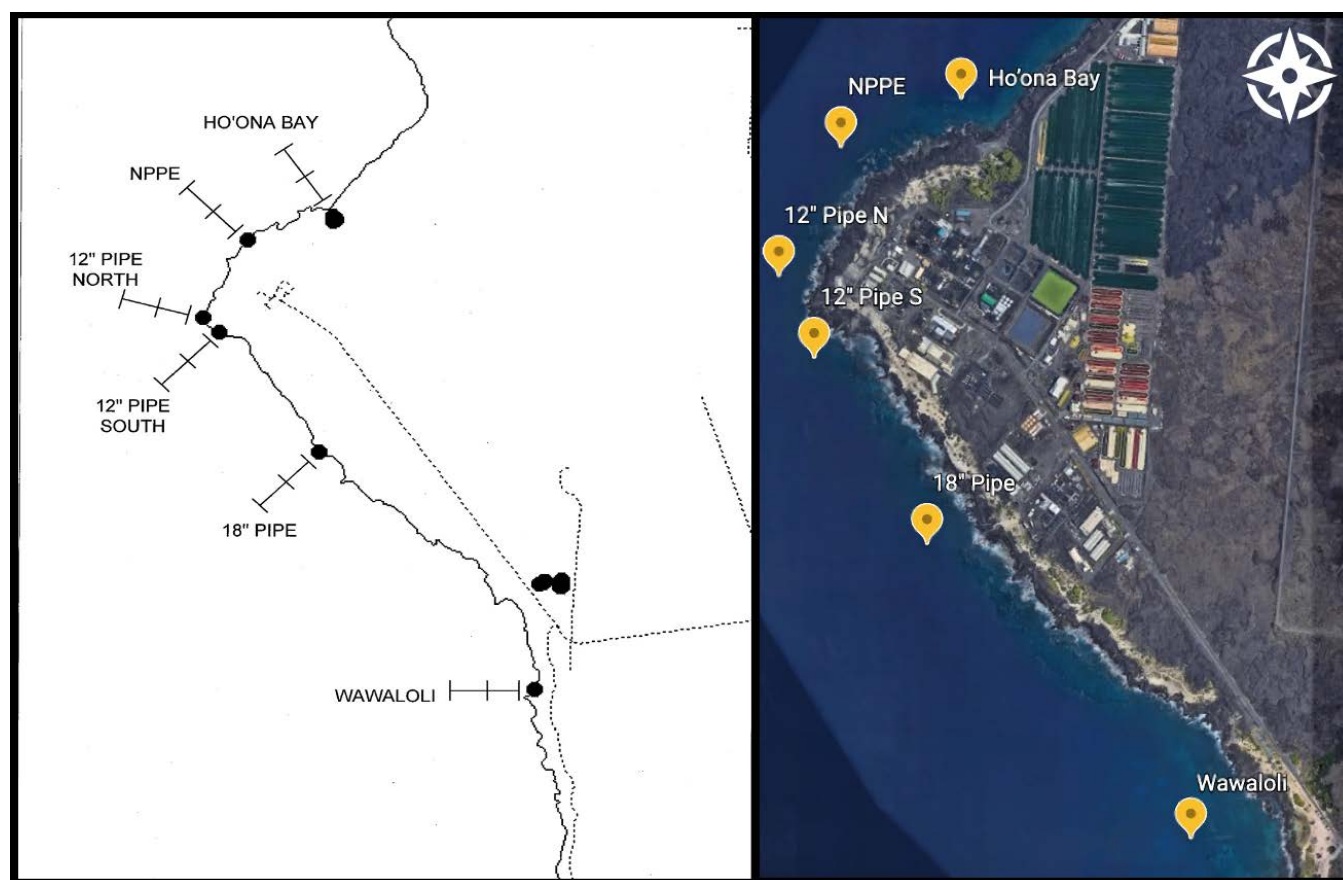 HO'ONA BAY
NPPE
12" PIPE
NORTH
12" PIPE
SOUTH
18" PIPE
WAWALOLI
Ho'ona Bay
NPPE
12" Pipe N
12" Pipe S
18" Pipe
Wawaloli